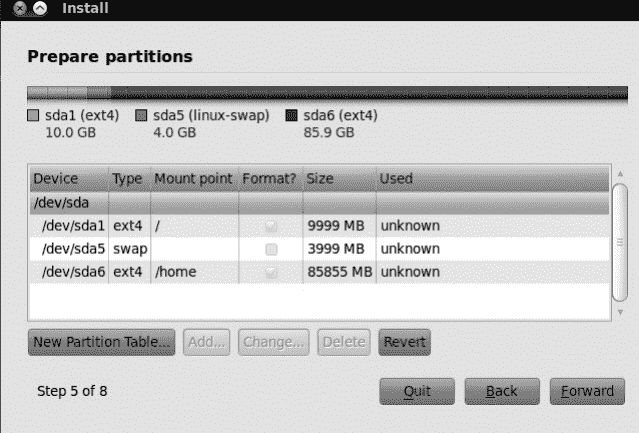 Install
Prepare partitions
sda1 (ext4) sda5 (linux-swap) sda6 (ext4)
10.0 GB 4.0 GB 85.9 GB
Device Type Mount point Format? Size Used
/dev/sda
/dev/sda1 ext4 / 9999 MB unknown
/dev/sda5 swap 3999 MB unknown
/dev/sda6 ext4 /home 85855 MB unknown
New Partition Table... Add... Change... Delete Revert
Step 5 of 8 Quit Back Forward